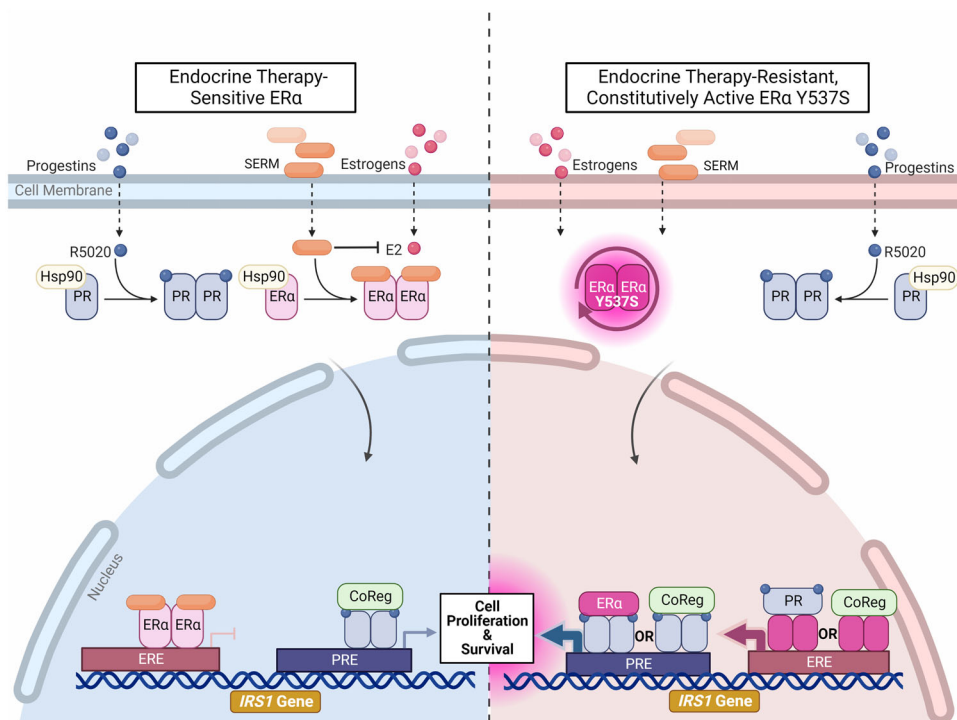 Endocrine Therapy-
Sensitive ERα
Endocrine Therapy-Resistant,
Constitutively Active ERα Y537S
Progestins
SERM
Estrogens
Estrogens
SERM
Progestins
Cell Membrane
R5020
E2
R5020
Hsp90
PR
PR PR
Hsp90
ERα
ERα ERα
ERα ERα
Y537S
PR PR
Hsp90
PR
Nucleus
CoReg
ERα ERα
ERE
PRE
IRS1 Gene
Cell
Proliferation
&
Survival
ERα
CoReg
OR
PRE
PR
CoReg
OR
ERE
IRS1 Gene